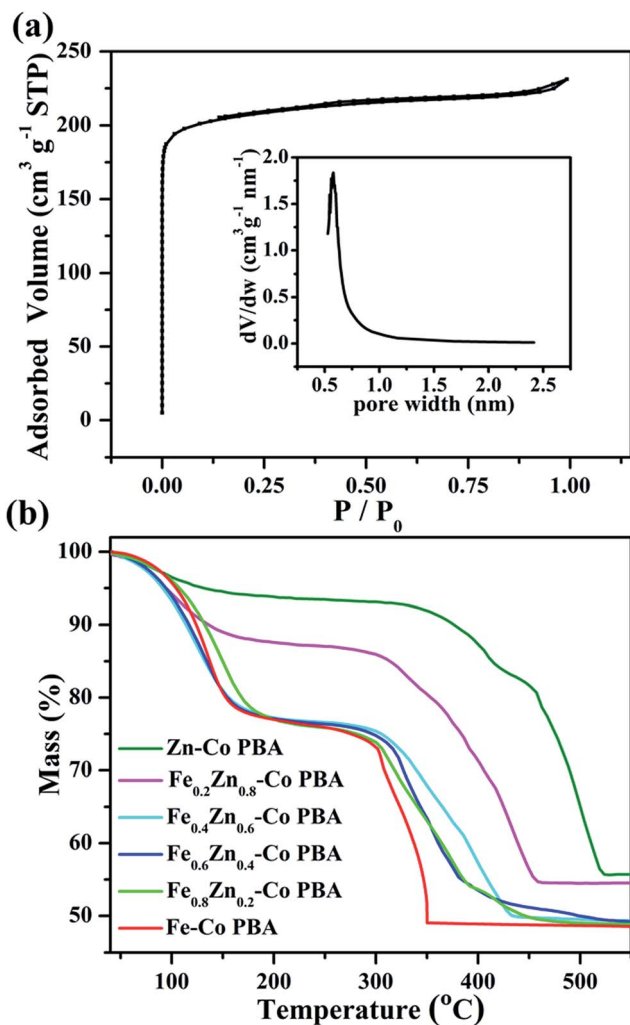 (a)
250
200
150
100
50
0
Adsorbed Volume (cm³ g⁻¹ STP)
2.0
1.5
1.0
0.5
0.0
dV/dw (cm³g⁻¹ nm⁻¹)
0.5 1.0 1.5 2.0 2.5
pore width (nm)
0.00 0.25 0.50 0.75 1.00
P / P₀
(b)
100
90
80
70
60
50
Mass (%)
Zn-Co PBA
Fe₀.₂Zn₀.₈-Co PBA
Fe₀.₄Zn₀.₆-Co PBA
Fe₀.₆Zn₀.₄-Co PBA
Fe₀.₈Zn₀.₂-Co PBA
Fe-Co PBA
100 200 300 400 500
Temperature (°C)